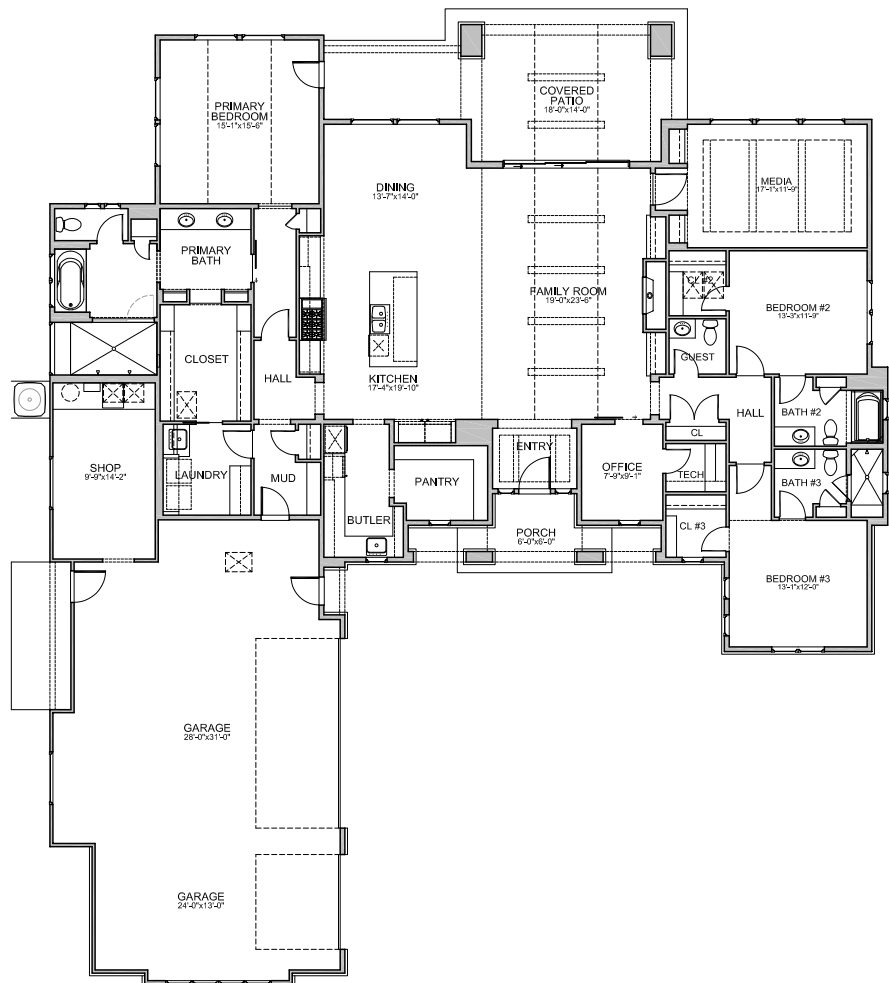 COVERED
PATIO
18'-0"x14'-0"
PRIMARY
BEDROOM
15'-1"x15'-6"
DINING
13'-7"x14'-0"
MEDIA
17'-1"x11'-9"
PRIMARY
BATH
CL #2
FAMILY ROOM
19'-0"x23'-6"
BEDROOM #2
13'-3"x11'-9"
CLOSET
GUEST
HALL
KITCHEN
17'-4"x19'-10"
HALL
BATH #2
CL
ENTRY
SHOP
9'-9"x14'-2"
LAUNDRY
MUD
PANTRY
OFFICE
7'-9"x9'-1"
TECH
BATH #3
BUTLER
PORCH
6'-0"x6'-0"
CL #3
BEDROOM #3
13'-1"x12'-0"
GARAGE
28'-0"x31'-0"
GARAGE
24'-0"x13'-0"